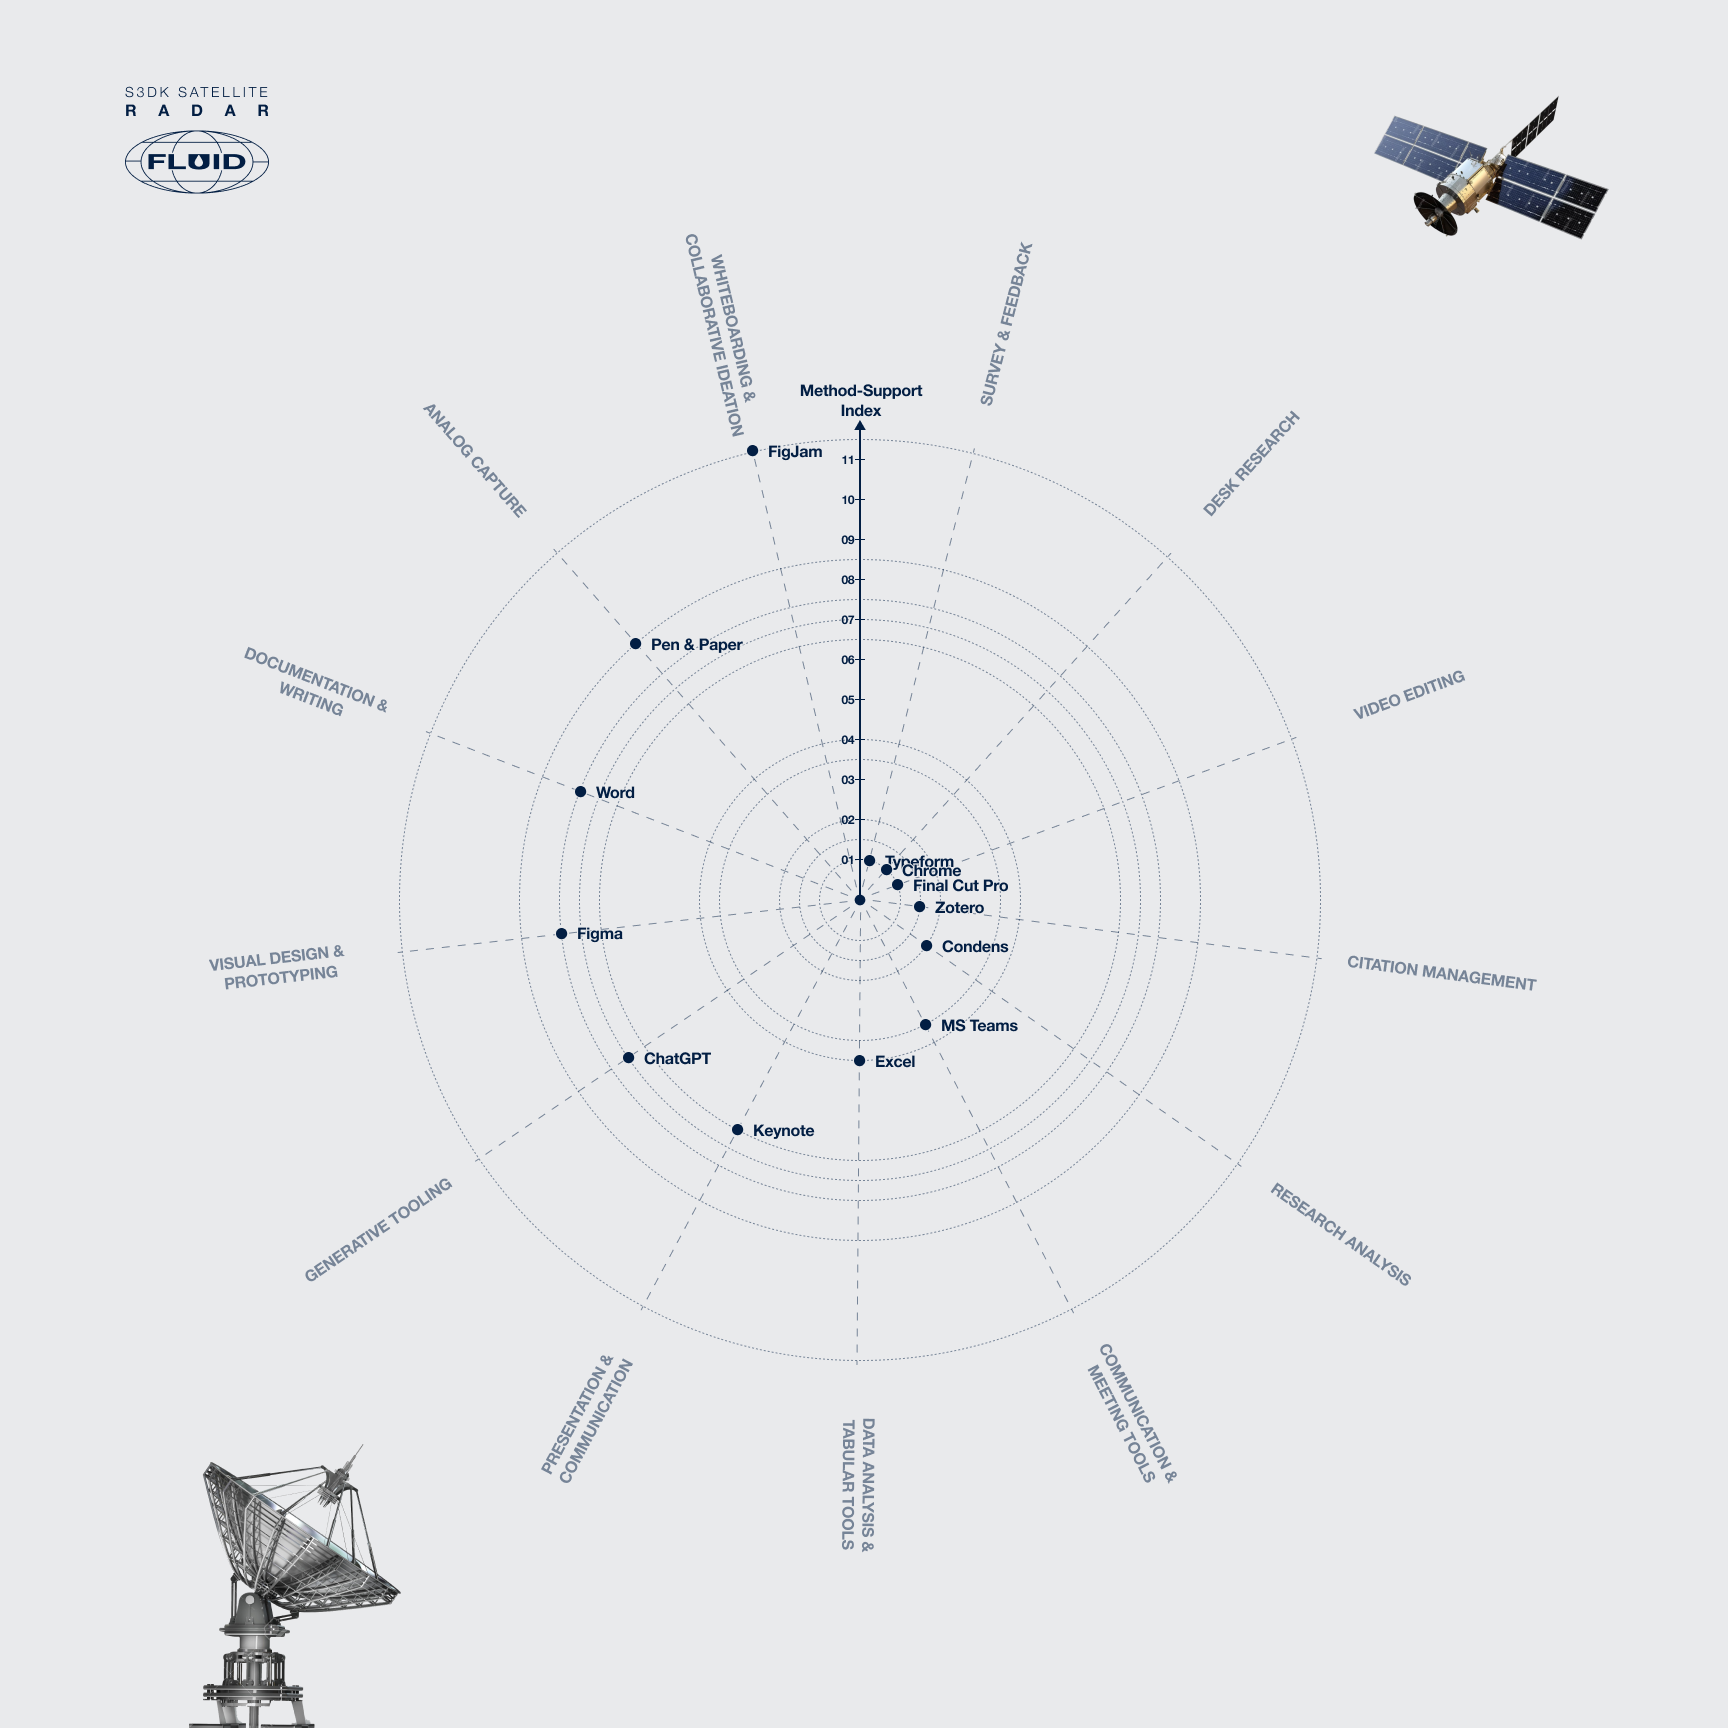 S3DK SATELLITE
RADAR
FLUID
WHITEBOARDING &
COLLABORATIVE IDEATION
SURVEY & FEEDBACK
ANALOG CAPTURE
DESK RESEARCH
Method-Support
Index
FigJam
11
10
09
08
07
06
05
04
03
02
01
Pen & Paper
DOCUMENTATION &
WRITING
VIDEO EDITING
Word
Typeform
Chrome
Final Cut Pro
Zotero
Figma
Condens
VISUAL DESIGN &
PROTOTYPING
CITATION MANAGEMENT
MS Teams
ChatGPT
Excel
Keynote
GENERATIVE TOOLING
RESEARCH ANALYSIS
PRESENTATION &
COMMUNICATION
DATA ANALYSIS &
TABULAR TOOLS
COMMUNICATION &
MEETING TOOLS